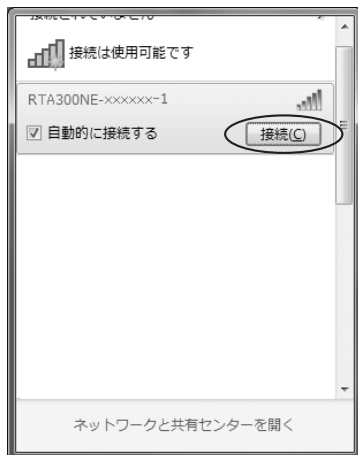 接続は使用可能です
RTA300NE-××××××-1
自動的に接続する
接続(C)
ネットワークと共有センターを開く